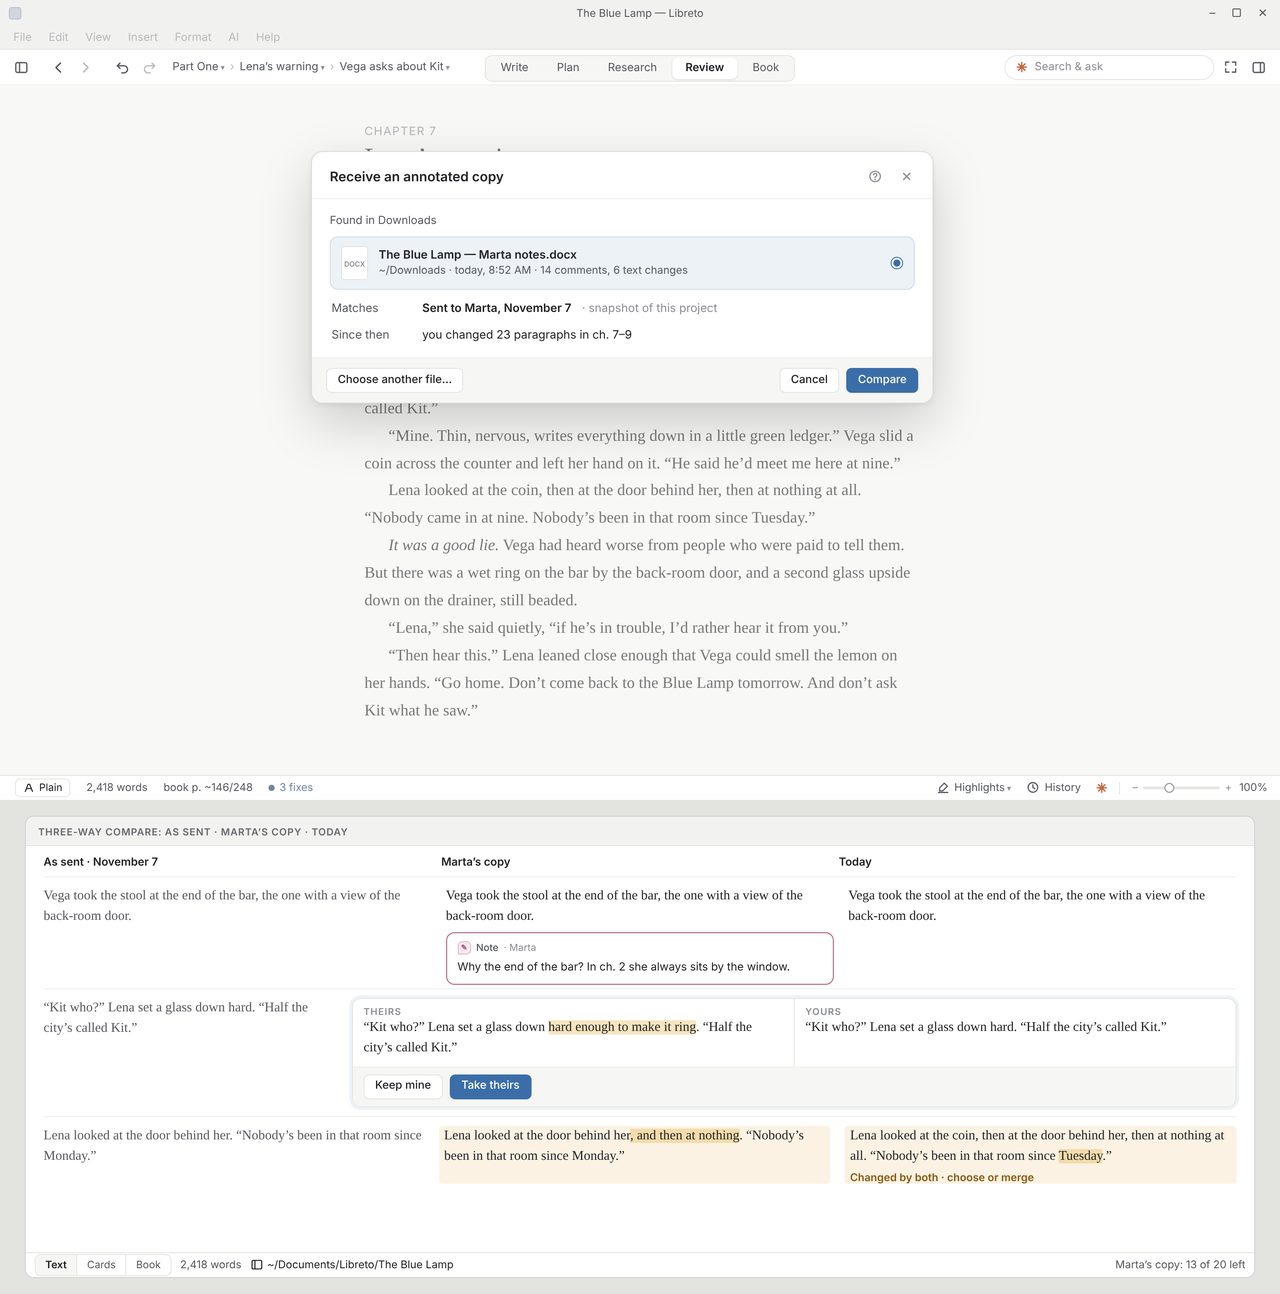 The Blue Lamp — Libreto
File Edit View Insert Format AI Help
Part One › Lena’s warning › Vega asks about Kit
Write Plan Research Review Book
Search & ask
CHAPTER 7
Receive an annotated copy
Found in Downloads
DOCX
The Blue Lamp — Marta notes.docx
~/Downloads · today, 8:52 AM · 14 comments, 6 text changes
Matches Sent to Marta, November 7 · snapshot of this project
Since then you changed 23 paragraphs in ch. 7–9
Choose another file... Cancel Compare
called Kit.”
“Mine. Thin, nervous, writes everything down in a little green ledger.” Vega slid a
coin across the counter and left her hand on it. “He said he’d meet me here at nine.”
Lena looked at the coin, then at the door behind her, then at nothing at all.
“Nobody came in at nine. Nobody’s been in that room since Tuesday.”
It was a good lie. Vega had heard worse from people who were paid to tell them.
But there was a wet ring on the bar by the back-room door, and a second glass upside
down on the drainer, still beaded.
“Lena,” she said quietly, “if he’s in trouble, I’d rather hear it from you.”
“Then hear this.” Lena leaned close enough that Vega could smell the lemon on
her hands. “Go home. Don’t come back to the Blue Lamp tomorrow. And don’t ask
Kit what he saw.”
A Plain 2,418 words book p. ~146/248 3 fixes
Highlights History − + 100%
THREE-WAY COMPARE: AS SENT · MARTA’S COPY · TODAY
As sent · November 7
Marta’s copy
Today
Vega took the stool at the end of the bar, the one with a view of the
back-room door.
Vega took the stool at the end of the bar, the one with a view of the
back-room door.
Note · Marta
Why the end of the bar? In ch. 2 she always sits by the window.
Vega took the stool at the end of the bar, the one with a view of the
back-room door.
“Kit who?” Lena set a glass down hard. “Half the
city’s called Kit.”
THEIRS
“Kit who?” Lena set a glass down hard enough to make it ring. “Half the
city’s called Kit.”
YOURS
“Kit who?” Lena set a glass down hard. “Half the city’s called Kit.”
Keep mine Take theirs
Lena looked at the door behind her. “Nobody’s been in that room since
Monday.”
Lena looked at the door behind her, and then at nothing. “Nobody’s
been in that room since Monday.”
Lena looked at the coin, then at the door behind her, then at nothing at
all. “Nobody’s been in that room since Tuesday.”
Changed by both · choose or merge
Text Cards Book 2,418 words ~/Documents/Libreto/The Blue Lamp
Marta’s copy: 13 of 20 left